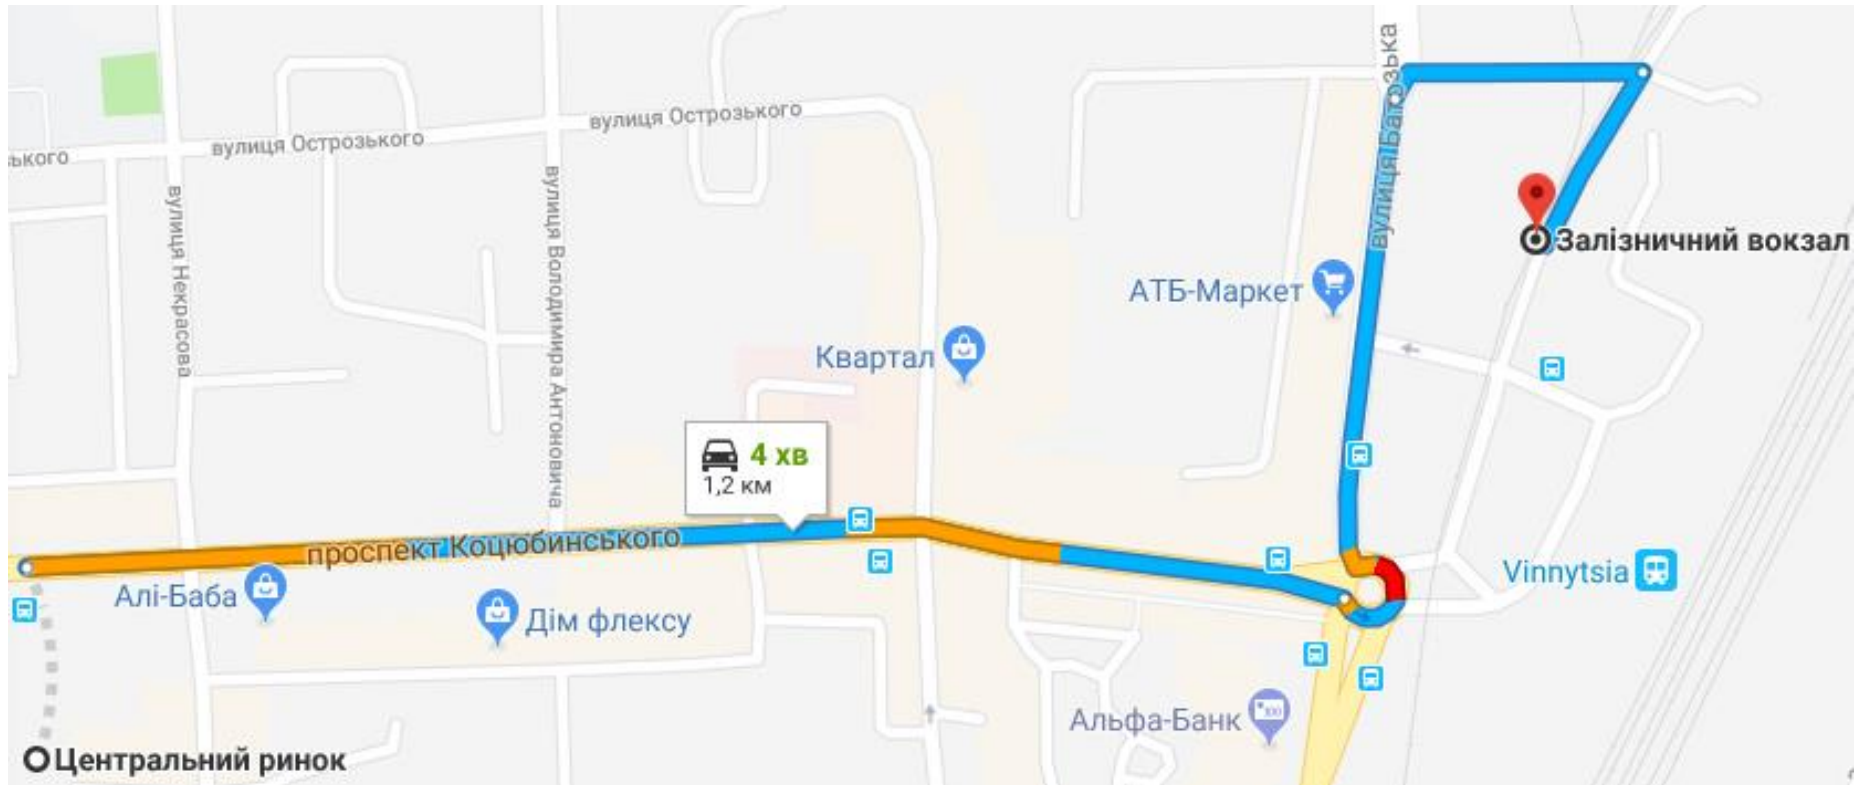 вулиця Батозька
вулиця Острозького
вулиця Острозького
ького
вулиця Некрасова
вулиця Володимира Антоновича
Залізничний вокзал
АТБ-Маркет
Квартал
4 хв
1,2 км
проспект Коцюбинського
Vinnytsia
Алі-Баба
Дім флексу
Альфа-Банк
Центральний ринок